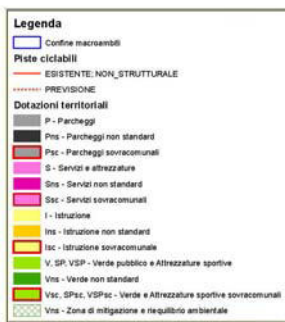 Legenda
Confine macroambili
Piste ciclabili
ESISTENTE; NON_STRUTTURALE
PREVISIONE
Dotazioni territoriali
P - Parcheggi
Pns - Parcheggi non standard
Psc - Parcheggi sovracomunali
S - Servizi e attrezzature
Sns - Servizi non standard
Ssc - Servizi sovracomunali
I - Istruzione
Ins - Istruzione non standard
Isc - Istruzione sovracomunale
V, SP, VSP - Verde pubblico e Attrezzature sportive
Vns - Verde non standard
Vsc, SPsc, VSPsc - Verde e Attrezzature sportive sovracomunali
Vns - Zona di mitigazione e riequilibrio ambientale